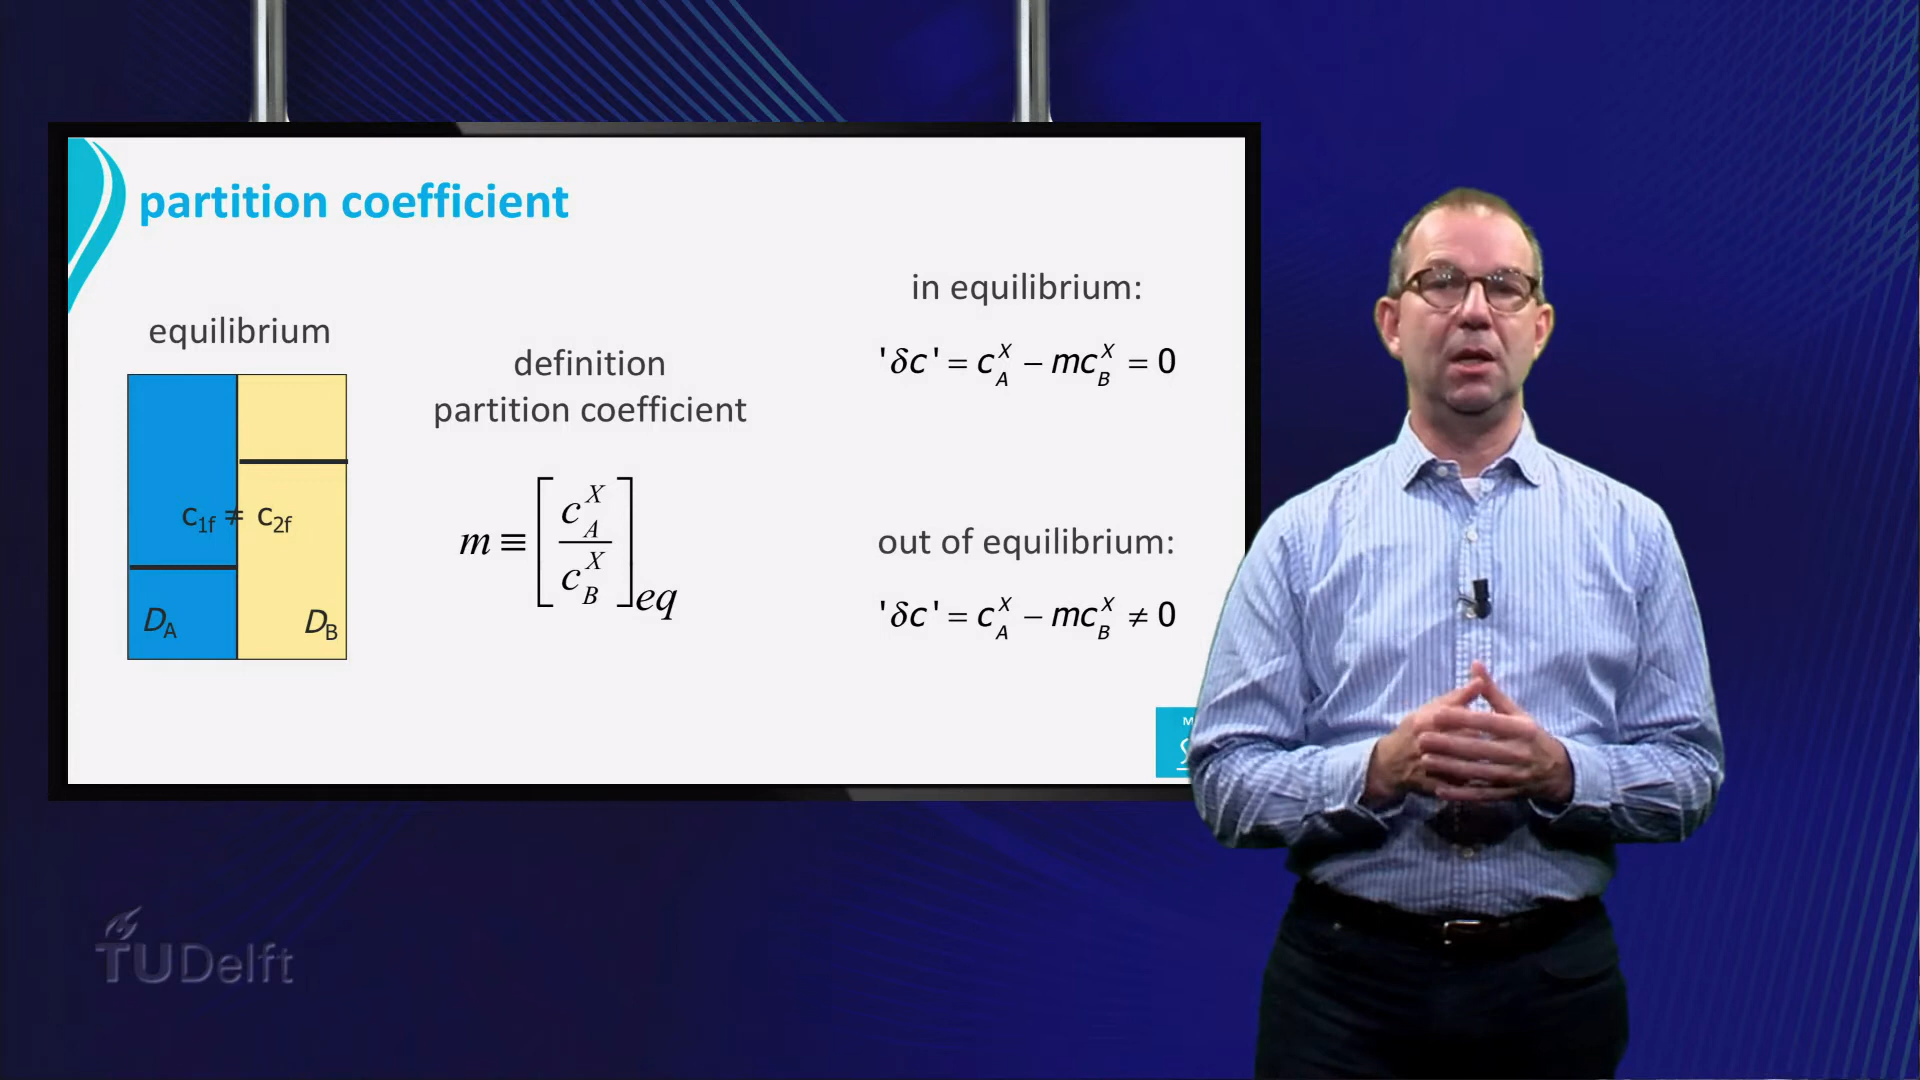 partition coefficient
equilibrium
c1f ≠ c2f
DA
DB
definition
partition coefficient
m ≡ [c_A^X / c_B^X]eq
in equilibrium:
'δc' = c_A^X − mc_B^X = 0
out of equilibrium:
'δc' = c_A^X − mc_B^X ≠ 0
M
TUDelft